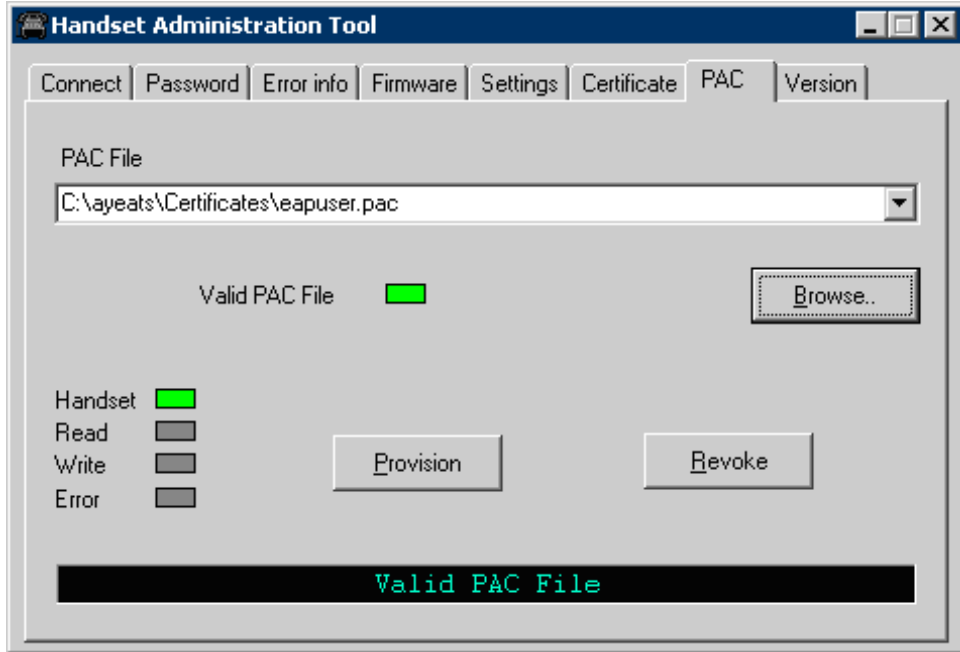 Handset Administration Tool
Connect Password Error info Firmware Settings Certificate PAC Version
PAC File
C:\ayeats\Certificates\eapuser.pac
Valid PAC File
Browse..
Handset
Read
Write
Error
Provision
Revoke
Valid PAC File